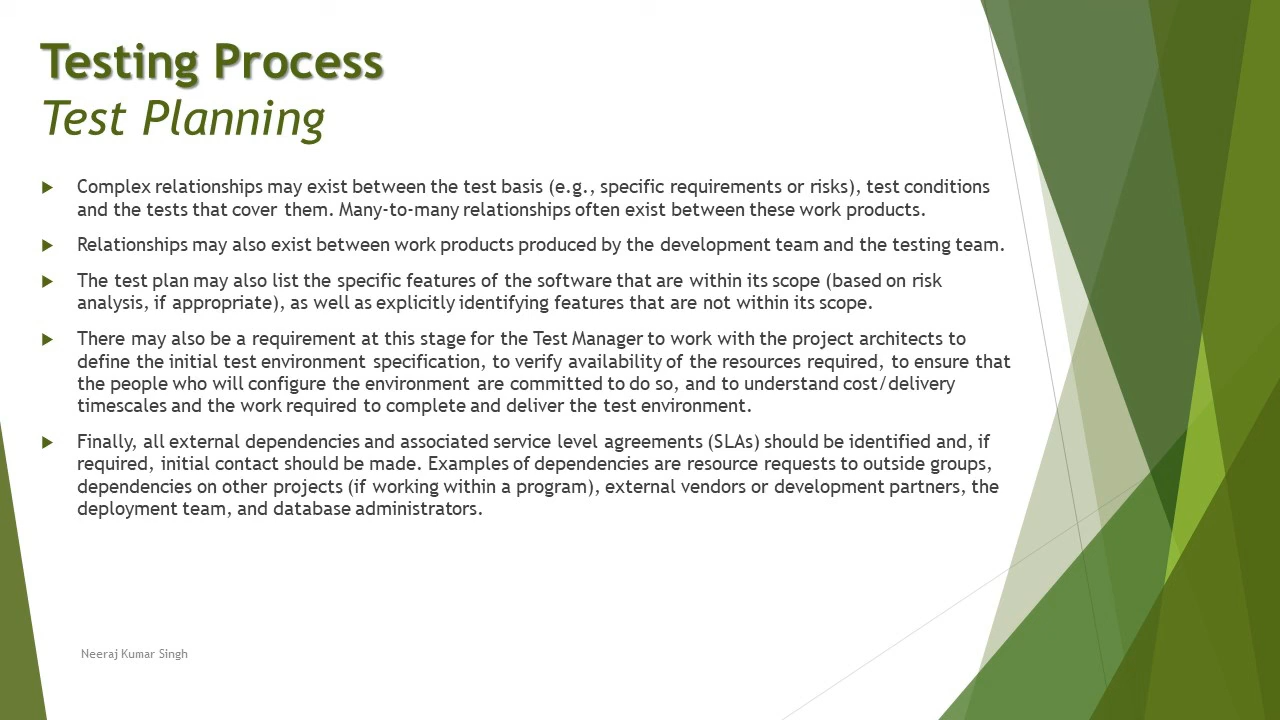 Testing Process
Test Planning
Complex relationships may exist between the test basis (e.g., specific requirements or risks), test conditions
and the tests that cover them. Many-to-many relationships often exist between these work products.
Relationships may also exist between work products produced by the development team and the testing team.
The test plan may also list the specific features of the software that are within its scope (based on risk
analysis, if appropriate), as well as explicitly identifying features that are not within its scope.
There may also be a requirement at this stage for the Test Manager to work with the project architects to
define the initial test environment specification, to verify availability of the resources required, to ensure that
the people who will configure the environment are committed to do so, and to understand cost/delivery
timescales and the work required to complete and deliver the test environment.
Finally, all external dependencies and associated service level agreements (SLAs) should be identified and, if
required, initial contact should be made. Examples of dependencies are resource requests to outside groups,
dependencies on other projects (if working within a program), external vendors or development partners, the
deployment team, and database administrators.
Neeraj Kumar Singh